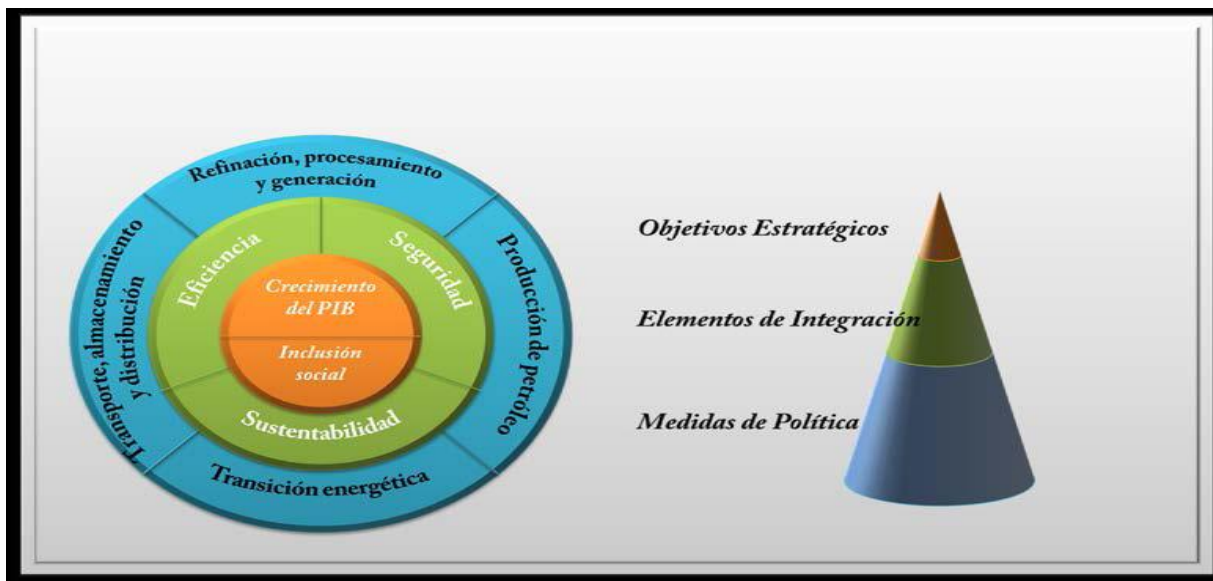 Refinación, procesamiento
y generación
Transporte, almacenamiento
y distribución
Producción de petróleo
Transición energética
Eficiencia
Seguridad
Sustentabilidad
Crecimiento
del PIB
Inclusión
social
Objetivos Estratégicos
Elementos de Integración
Medidas de Política